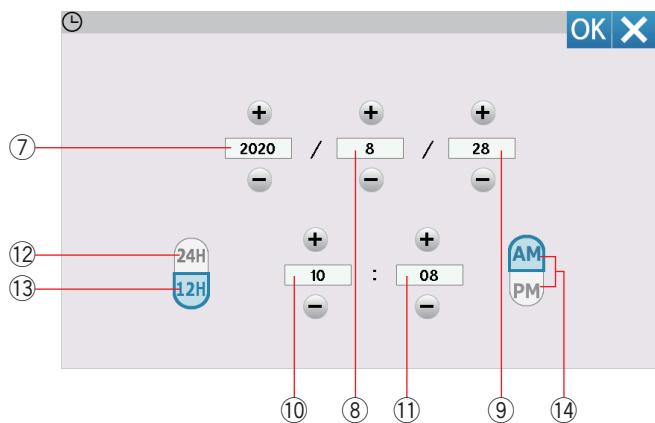 OK
+ + +
⑦ 2020 / 8 / 28
− − −
⑫ 24H + + AM
⑬ 12H 10 : 08 PM
− −
⑩ ⑧ ⑪ ⑨ ⑭